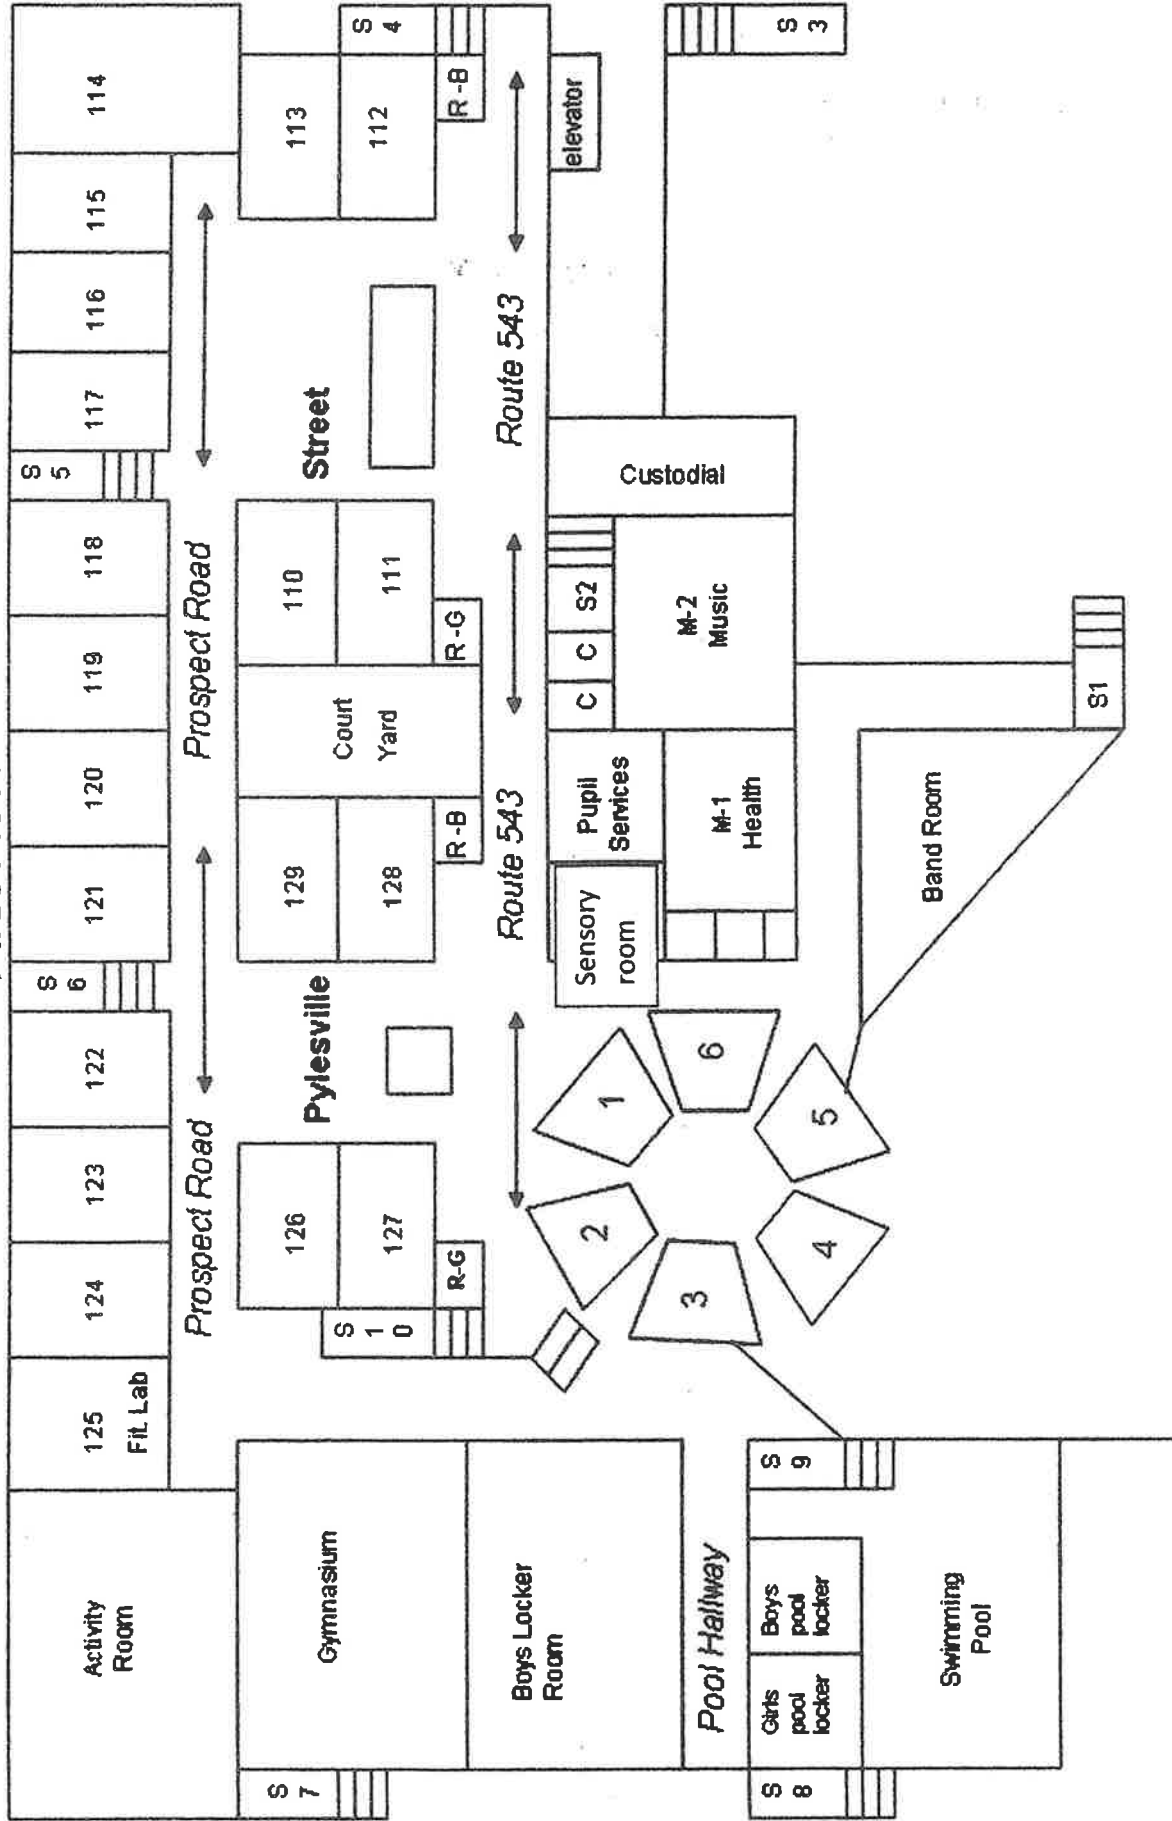 Activity
Room
125
Fit. Lab
124
123
122
S
6
121
120
119
118
S
5
117
116
115
114
Prospect Road
Prospect Road
S
7
Gymnasium
126
127
S
1
0
R-G
Pylesville
129
128
R-B
Court
Yard
110
111
R-G
Street
113
112
S
4
R-B
Route 543
Route 543
Boys Locker
Room
Pool Hallway
1
2
3
4
5
6
Sensory
room
Pupil
Services
C
C
S2
M-1
Health
M-2
Music
Custodial
elevator
S
3
S
8
Girls
pool
locker
Boys
pool
locker
S
9
Swimming
Pool
Band Room
S1